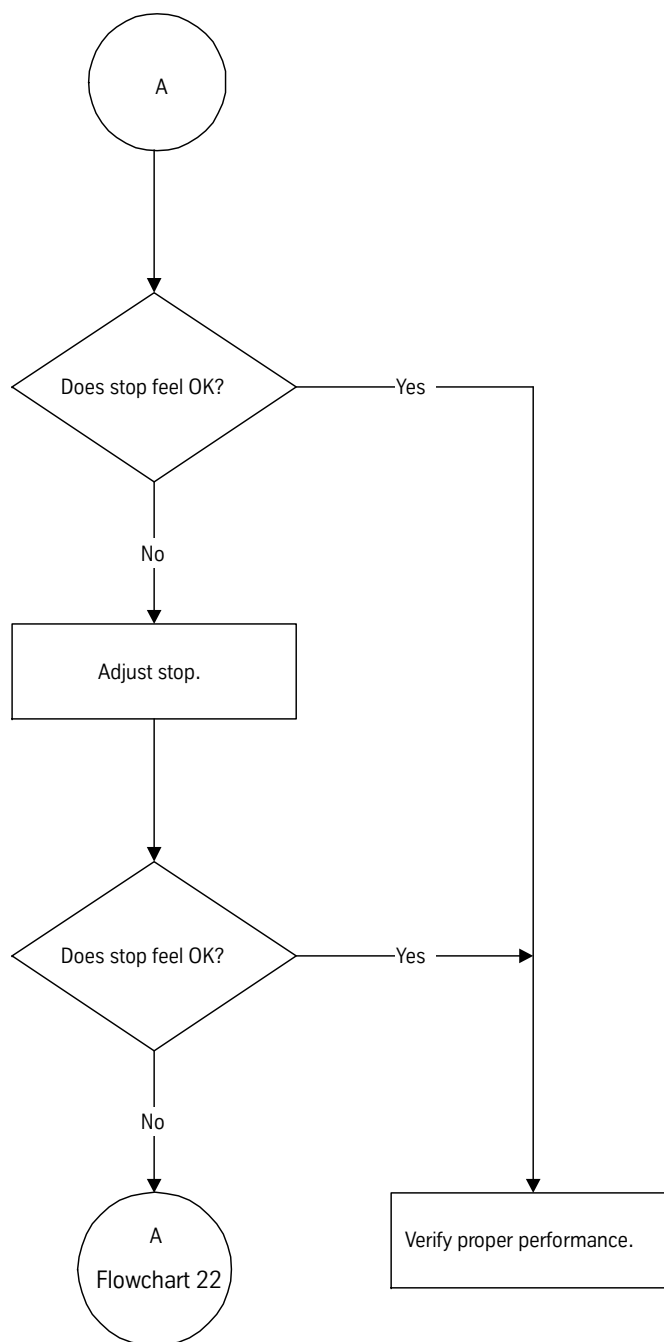 A
Does stop feel OK?
Yes
No
Adjust stop.
Does stop feel OK?
Yes
No
A
Flowchart 22
Verify proper performance.